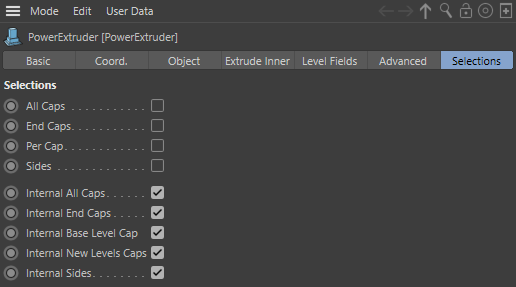 Mode Edit User Data
PowerExtruder [PowerExtruder]
Basic Coord. Object Extrude Inner Level Fields Advanced Selections
Selections
All Caps . . . . . . . . . . . .
End Caps. . . . . . . . . . . .
Per Cap . . . . . . . . . . . .
Sides . . . . . . . . . . . . . .
Internal All Caps . . . . . .
Internal End Caps . . . . .
Internal Base Level Cap
Internal New Levels Caps
Internal Sides. . . . . . . . .